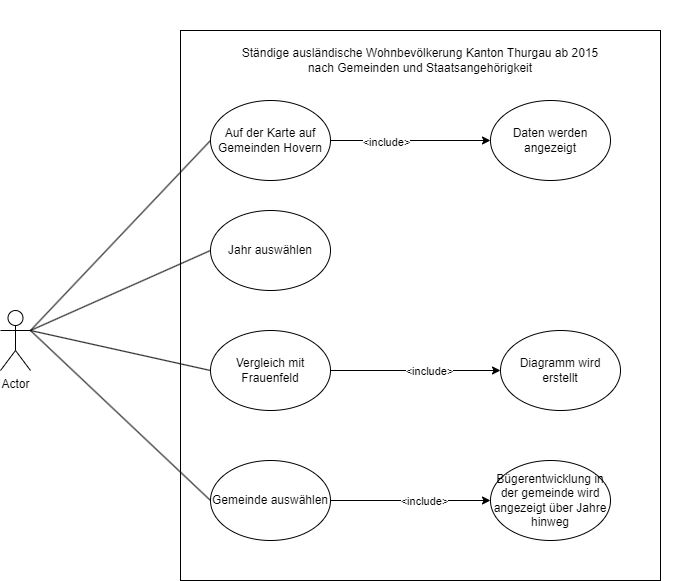 Ständige ausländische Wohnbevölkerung Kanton Thurgau ab 2015
nach Gemeinden und Staatsangehörigkeit
Auf der Karte auf
Gemeinden Hovern
<include>
Daten werden
angezeigt
Jahr auswählen
Actor
Vergleich mit
Frauenfeld
<include>
Diagramm wird
erstellt
Gemeinde auswählen
<include>
Bügerentwicklung in
der gemeinde wird
angezeigt über Jahre
hinweg